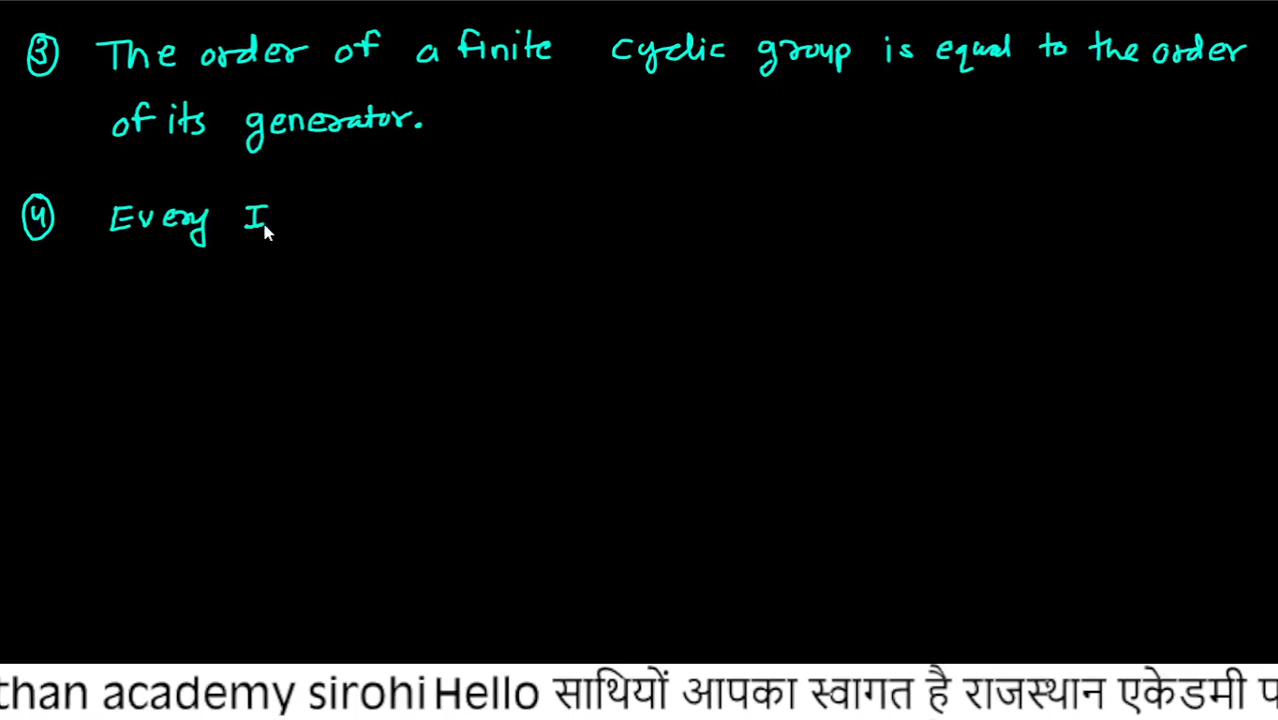 ③ The order of a finite cyclic group is equal to the order
of its generator.
④ Every I
than academy sirohi Hello साथियों आपका स्वागत है राजस्थान एकेडमी प